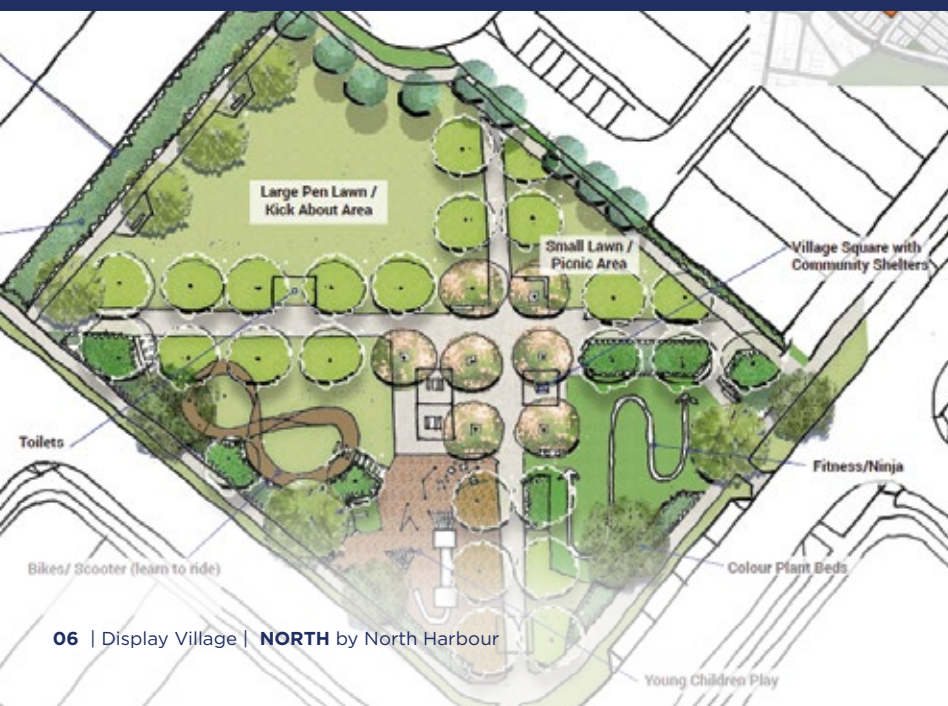 Large Pen Lawn /
Kick About Area
Small Lawn /
Picnic Area
Village Square with
Community Shelters
Toilets
Fitness/Ninja
Bikes/ Scooter (learn to ride)
Colour Plant Beds
06 | Display Village | NORTH by North Harbour
Young Children Play